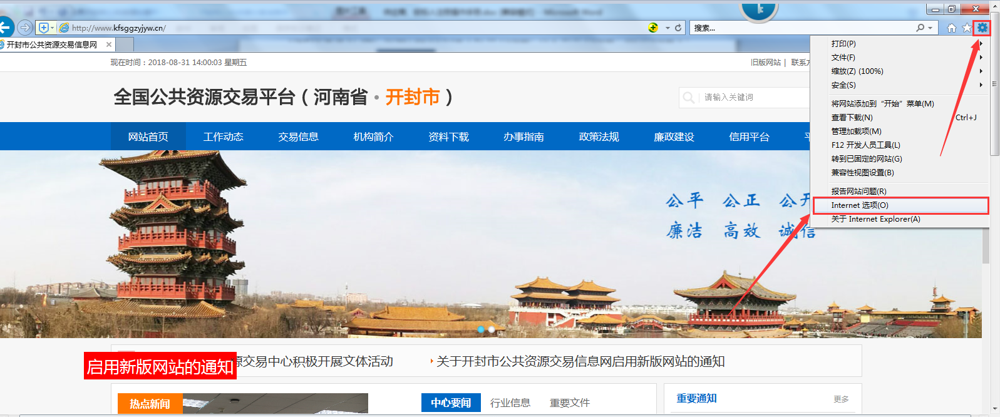 http://www.kfsggzyjyw.cn/
搜索...
开封市公共资源交易信息网
现在时间：2018-08-31 14:00:03 星期五
旧版网站 | 联系
全国公共资源交易平台（河南省·开封市）
请输入关键词
网站首页 工作动态 交易信息 机构简介 资料下载 办事指南 政策法规 廉政建设 信用平台
打印(P)
文件(F)
缩放(Z) (100%)
安全(S)
将网站添加到“开始”菜单(M)
查看下载(N) Ctrl+J
管理加载项(M)
F12 开发人员工具(L)
转到已固定的网站(G)
兼容性视图设置(B)
报告网站问题(R)
Internet 选项(O)
关于 Internet Explorer(A)
公平 公正 公开
廉洁 高效 诚信
启用新版网站的通知
源交易中心积极开展文体活动
关于开封市公共资源交易信息网启用新版网站的通知
热点新闻
中心要闻 行业信息 重要文件
重要通知 更多